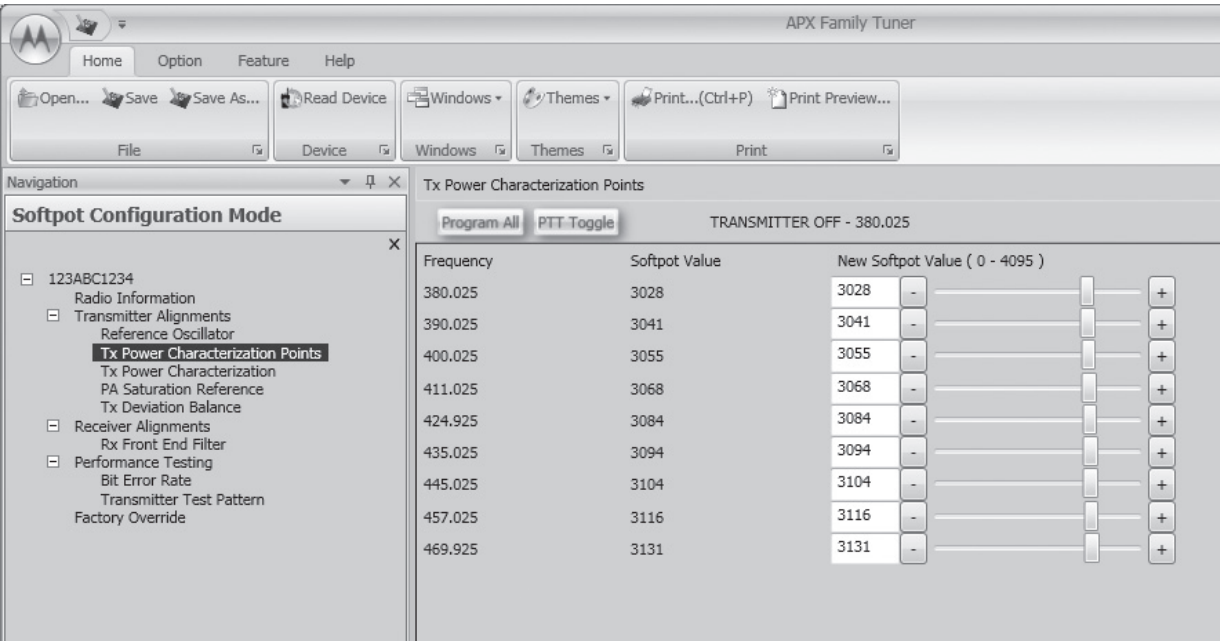 APX Family Tuner
Home Option Feature Help
Open... Save Save As... Read Device Windows Themes Print...(Ctrl+P) Print Preview...
File Device Windows Themes Print
Navigation
Softpot Configuration Mode
123ABC1234
Radio Information
Transmitter Alignments
Reference Oscillator
Tx Power Characterization Points
Tx Power Characterization
PA Saturation Reference
Tx Deviation Balance
Receiver Alignments
Rx Front End Filter
Performance Testing
Bit Error Rate
Transmitter Test Pattern
Factory Override
Tx Power Characterization Points
Program All PTT Toggle TRANSMITTER OFF - 380.025
Frequency Softpot Value New Softpot Value ( 0 - 4095 )
380.025 3028 3028 - +
390.025 3041 3041 - +
400.025 3055 3055 - +
411.025 3068 3068 - +
424.925 3084 3084 - +
435.025 3094 3094 - +
445.025 3104 3104 - +
457.025 3116 3116 - +
469.925 3131 3131 - +